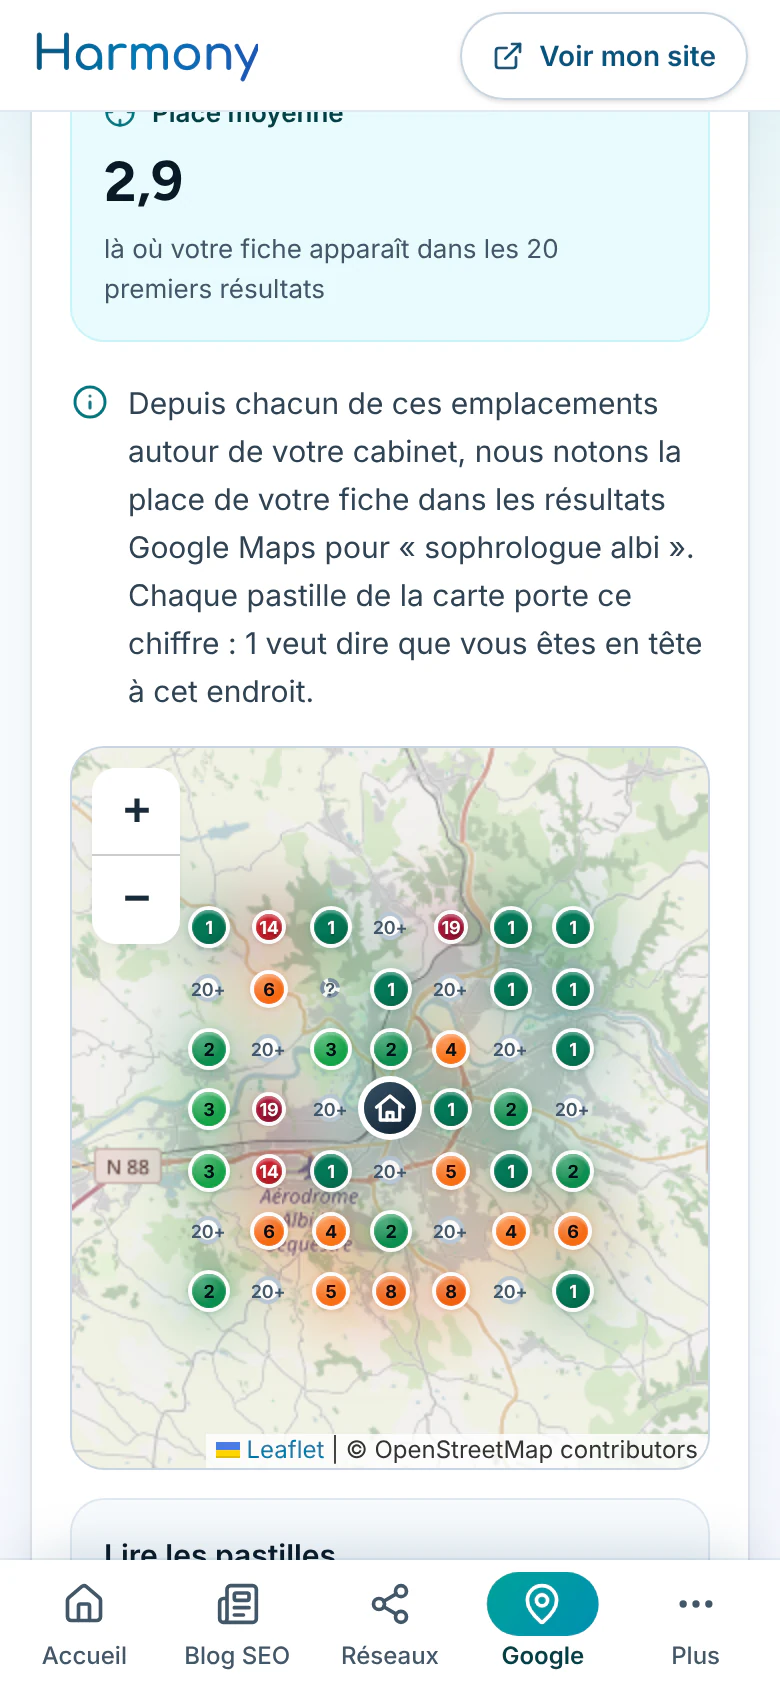 Harmony
Voir mon site
Place moyenne
2,9
là où votre fiche apparaît dans les 20
premiers résultats
Depuis chacun de ces emplacements
autour de votre cabinet, nous notons la
place de votre fiche dans les résultats
Google Maps pour « sophrologue albi ».
Chaque pastille de la carte porte ce
chiffre : 1 veut dire que vous êtes en tête
à cet endroit.
+
−
1 14 1 20+ 19 1 1
20+ 6 ? 1 20+ 1 1
2 20+ 3 2 4 20+ 1
3 19 20+ 1 2 20+
N 88
3 14 1 20+ 5 1 2
Aérodrome
Albi
20+ 6 4 2 20+ 4 6
2 20+ 5 8 8 20+ 1
Leaflet | © OpenStreetMap contributors
Lire les pastilles
Accueil
Blog SEO
Réseaux
Google
Plus